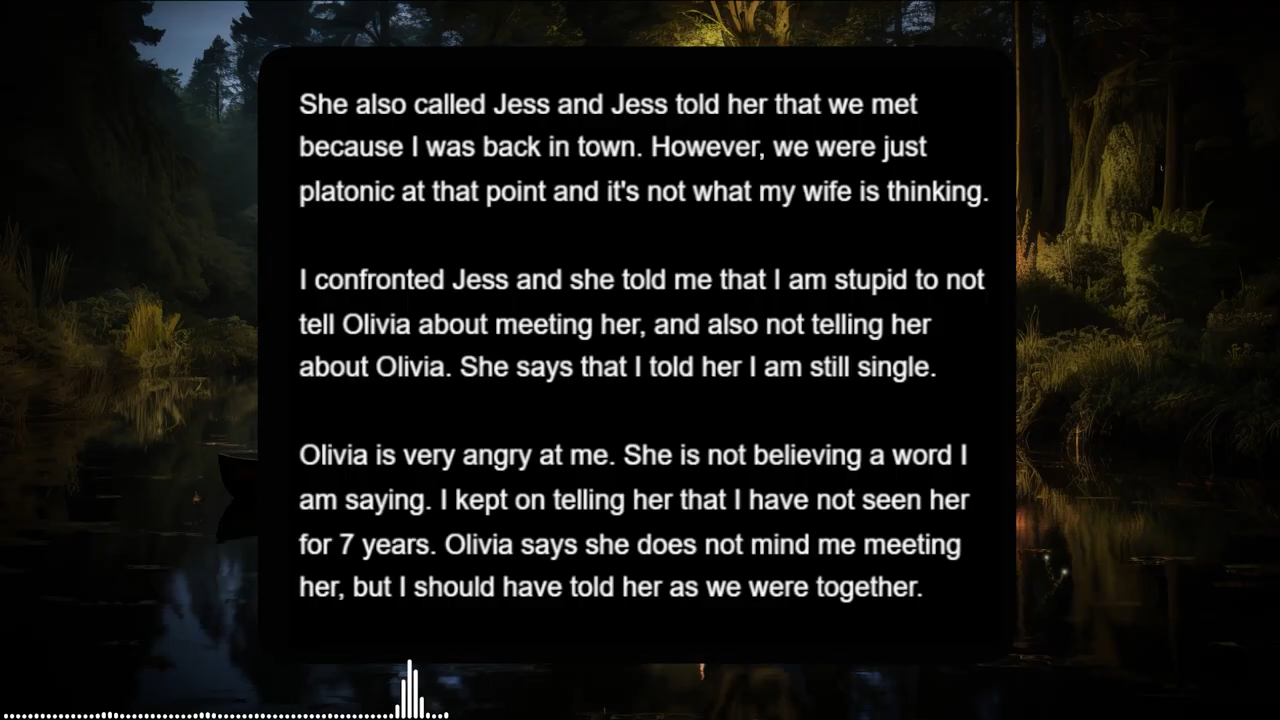 She also called Jess and Jess told her that we met
because I was back in town. However, we were just
platonic at that point and it's not what my wife is thinking.
I confronted Jess and she told me that I am stupid to not
tell Olivia about meeting her, and also not telling her
about Olivia. She says that I told her I am still single.
Olivia is very angry at me. She is not believing a word I
am saying. I kept on telling her that I have not seen her
for 7 years. Olivia says she does not mind me meeting
her, but I should have told her as we were together.